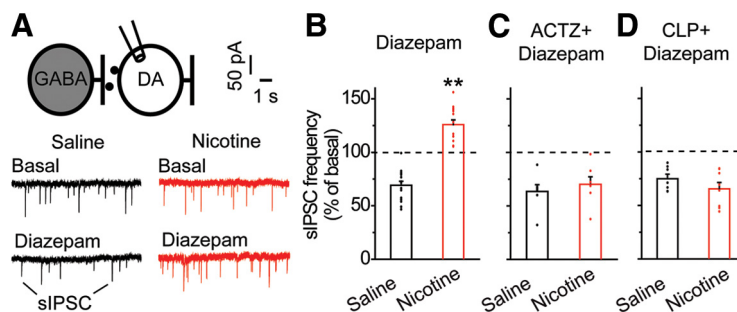 A
GABA
DA
50 pA
1 s
Saline
Nicotine
Basal
Basal
Diazepam
Diazepam
sIPSC
B
Diazepam
**
sIPSC frequency
(% of basal)
150
100
50
0
Saline
Nicotine
C
ACTZ+
Diazepam
Saline
Nicotine
D
CLP+
Diazepam
Saline
Nicotine